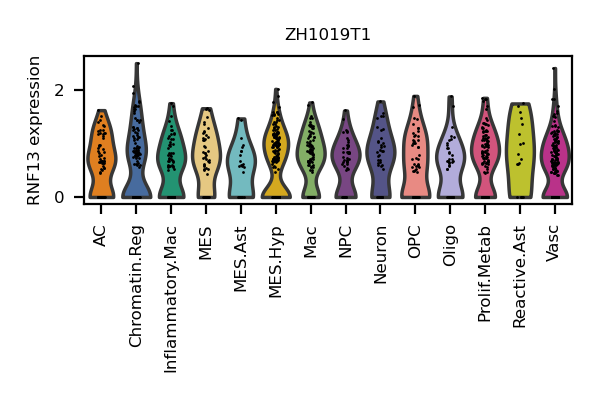 ZH1019T1
RNF13 expression
2
0
AC
Chromatin.Reg
Inflammatory.Mac
MES
MES.Ast
MES.Hyp
Mac
NPC
Neuron
OPC
Oligo
Prolif.Metab
Reactive.Ast
Vasc